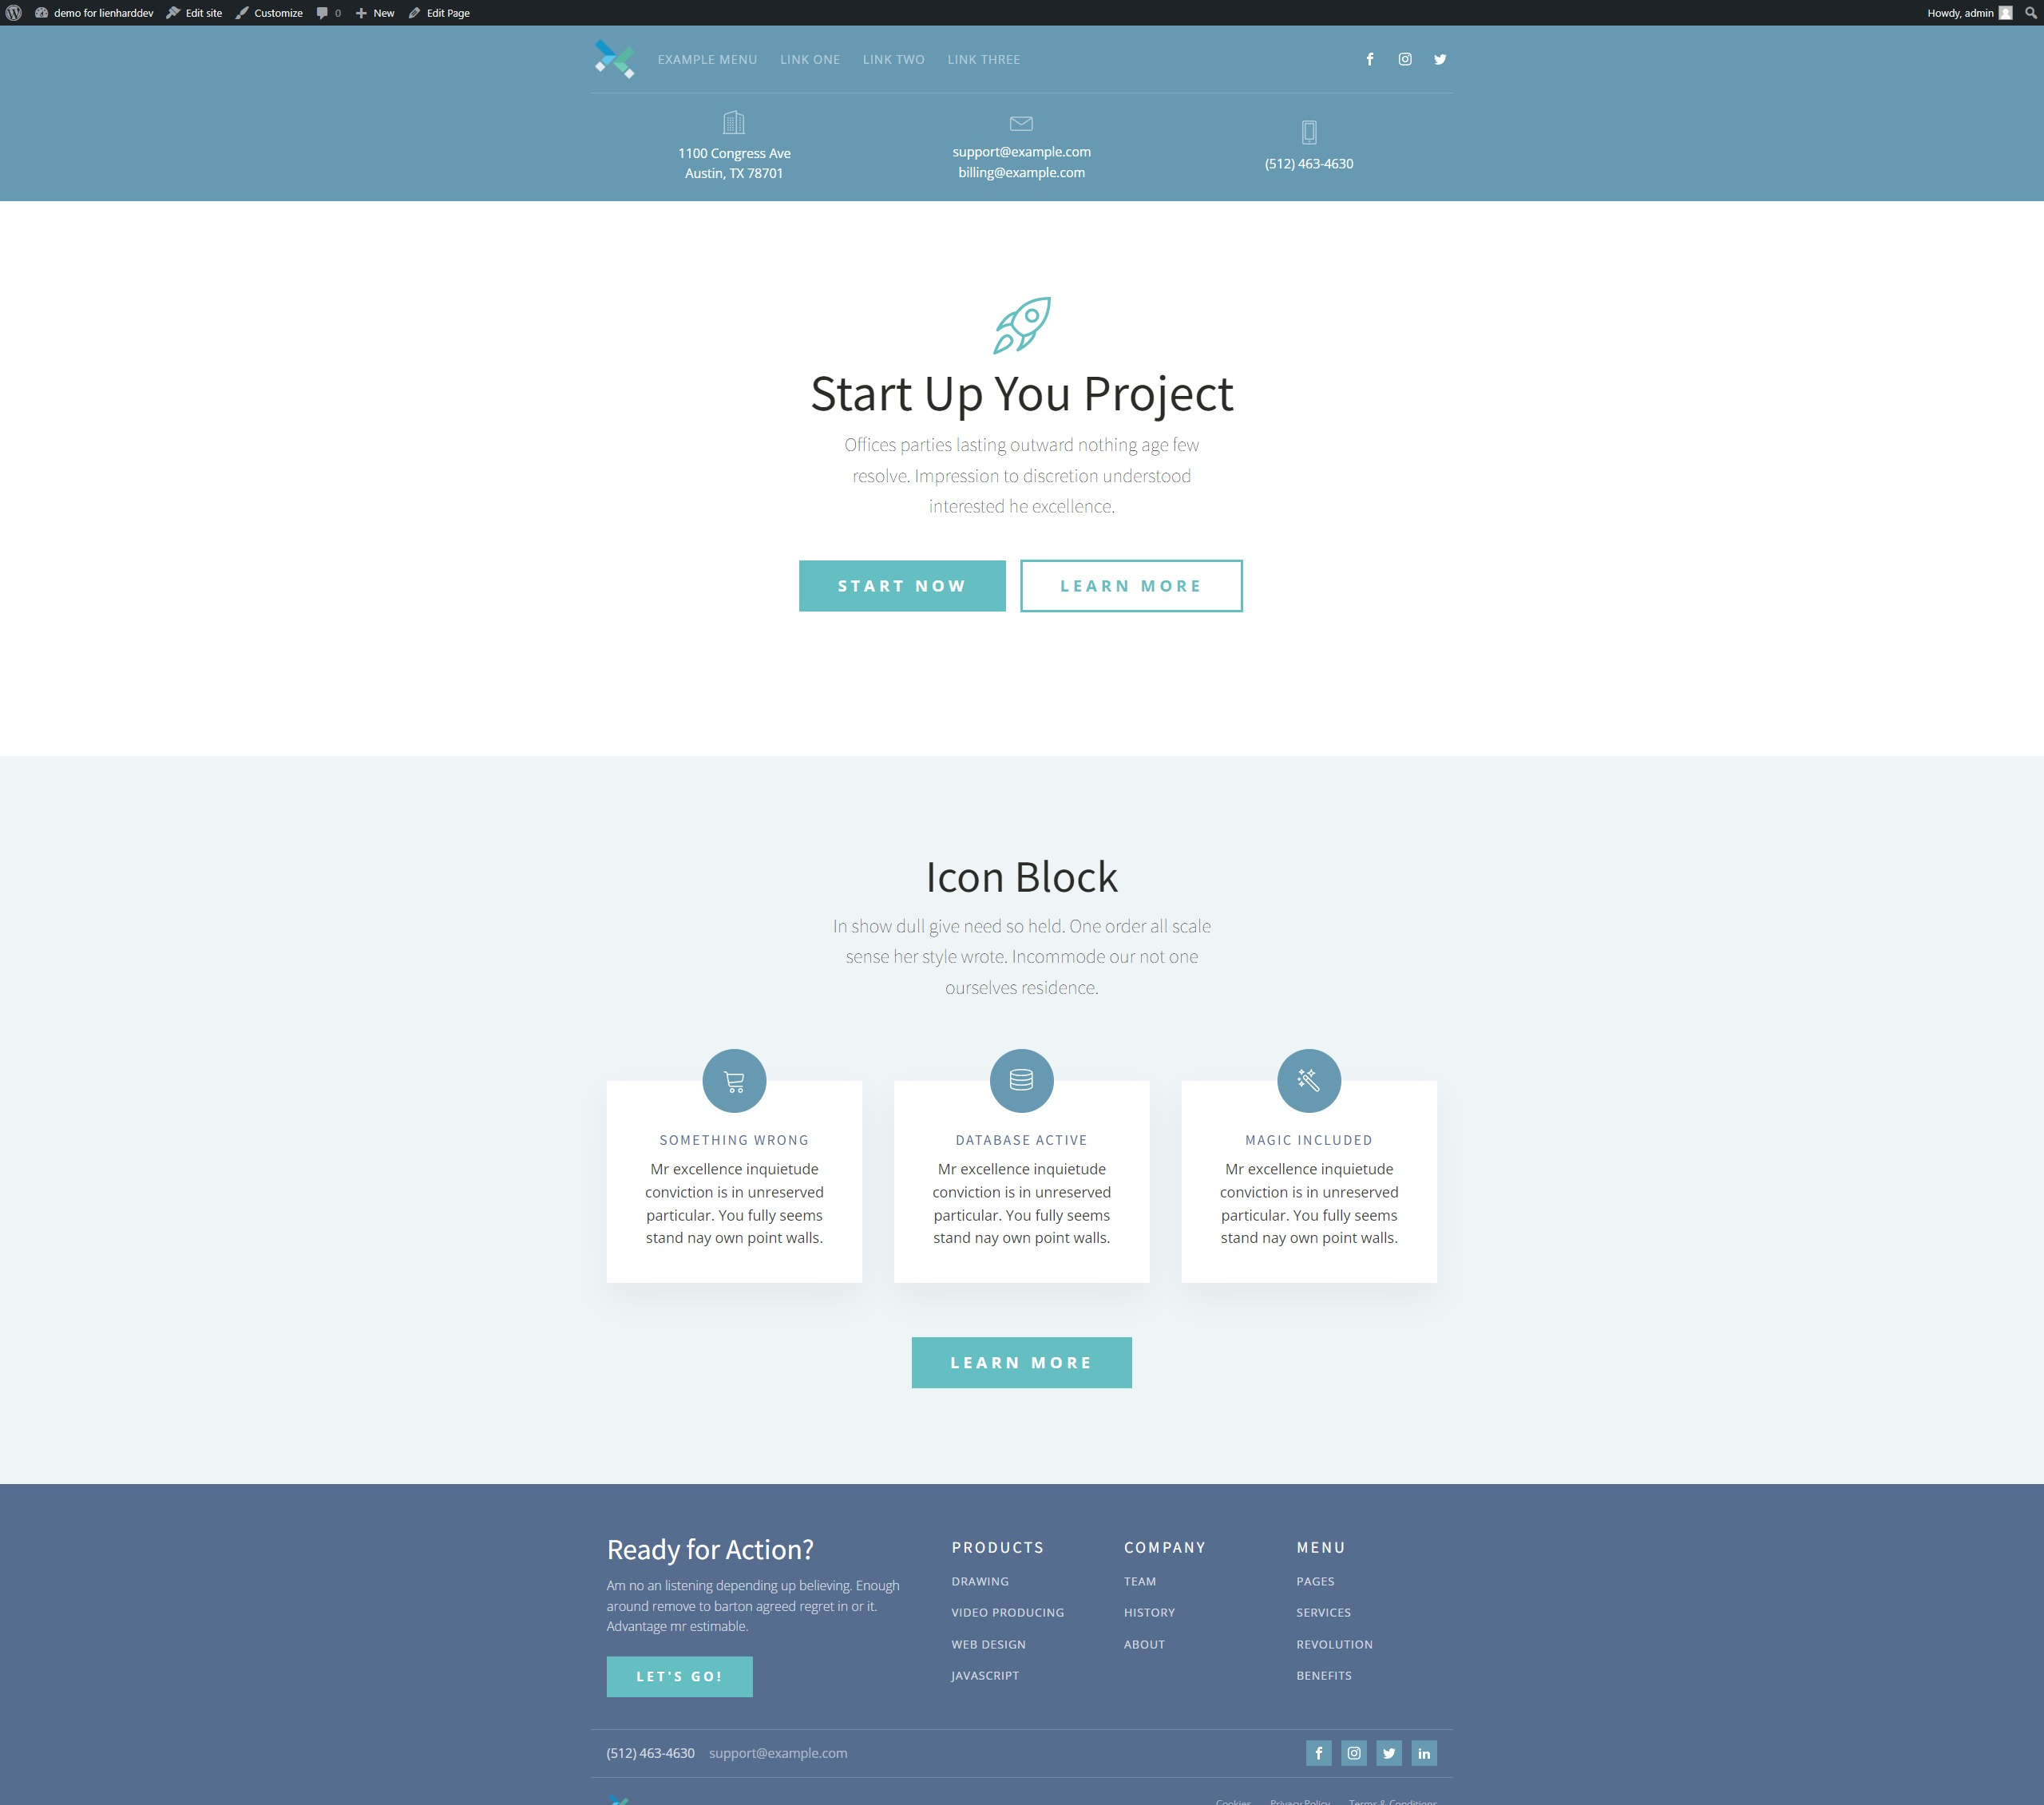 demo for lienharddev Edit site Customize 0 New Edit Page Howdy, admin
EXAMPLE MENU LINK ONE LINK TWO LINK THREE
1100 Congress Ave
Austin, TX 78701
support@example.com
billing@example.com
(512) 463-4630
Start Up You Project
Offices parties lasting outward nothing age few
resolve. Impression to discretion understood
interested he excellence.
START NOW LEARN MORE
Icon Block
In show dull give need so held. One order all scale
sense her style wrote. Incommode our not one
ourselves residence.
SOMETHING WRONG
Mr excellence inquietude
conviction is in unreserved
particular. You fully seems
stand nay own point walls.
DATABASE ACTIVE
Mr excellence inquietude
conviction is in unreserved
particular. You fully seems
stand nay own point walls.
MAGIC INCLUDED
Mr excellence inquietude
conviction is in unreserved
particular. You fully seems
stand nay own point walls.
LEARN MORE
Ready for Action?
Am no an listening depending up believing. Enough
around remove to barton agreed regret in or it.
Advantage mr estimable.
LET'S GO!
PRODUCTS
DRAWING
VIDEO PRODUCING
WEB DESIGN
JAVASCRIPT
COMPANY
TEAM
HISTORY
ABOUT
MENU
PAGES
SERVICES
REVOLUTION
BENEFITS
(512) 463-4630 support@example.com
Cookies Privacy Policy Terms & Conditions